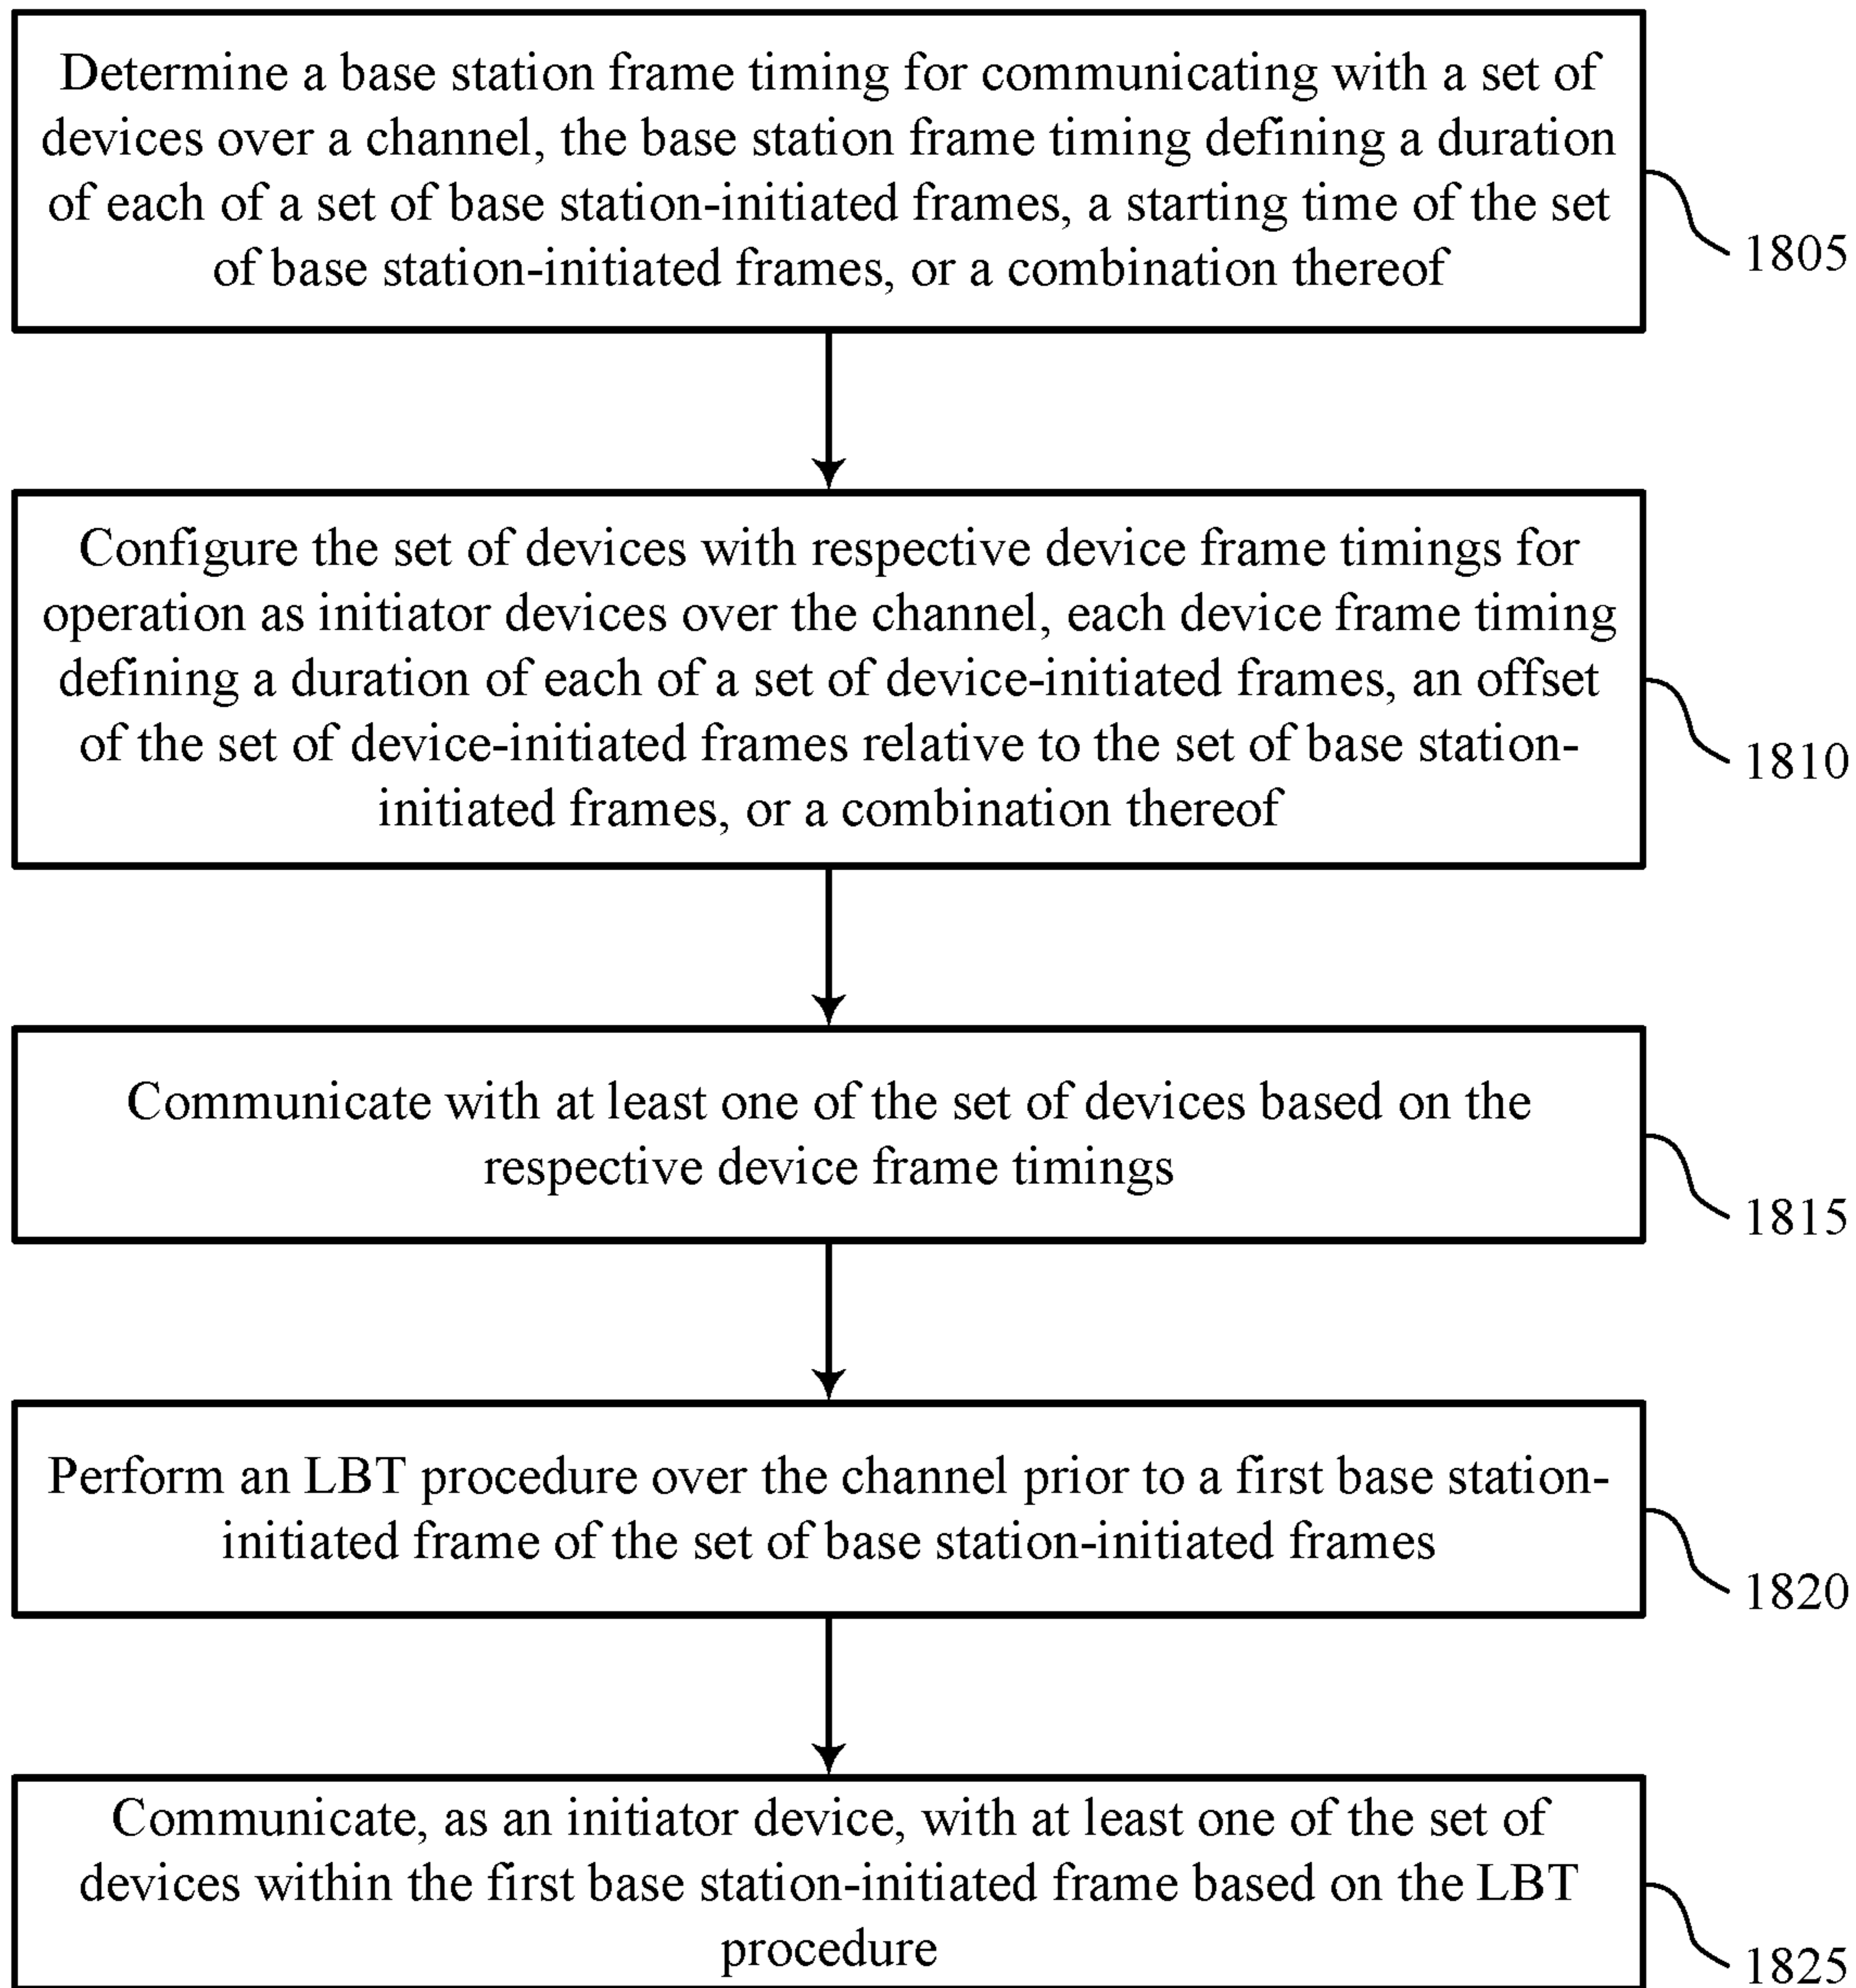 Determine a base station frame timing for communicating with a set of
devices over a channel, the base station frame timing defining a duration
of each of a set of base station-initiated frames, a starting time of the set
of base station-initiated frames, or a combination thereof
1805
Configure the set of devices with respective device frame timings for
operation as initiator devices over the channel, each device frame timing
defining a duration of each of a set of device-initiated frames, an offset
of the set of device-initiated frames relative to the set of base station-
initiated frames, or a combination thereof
1810
Communicate with at least one of the set of devices based on the
respective device frame timings
1815
Perform an LBT procedure over the channel prior to a first base station-
initiated frame of the set of base station-initiated frames
1820
Communicate, as an initiator device, with at least one of the set of
devices within the first base station-initiated frame based on the LBT
procedure
1825